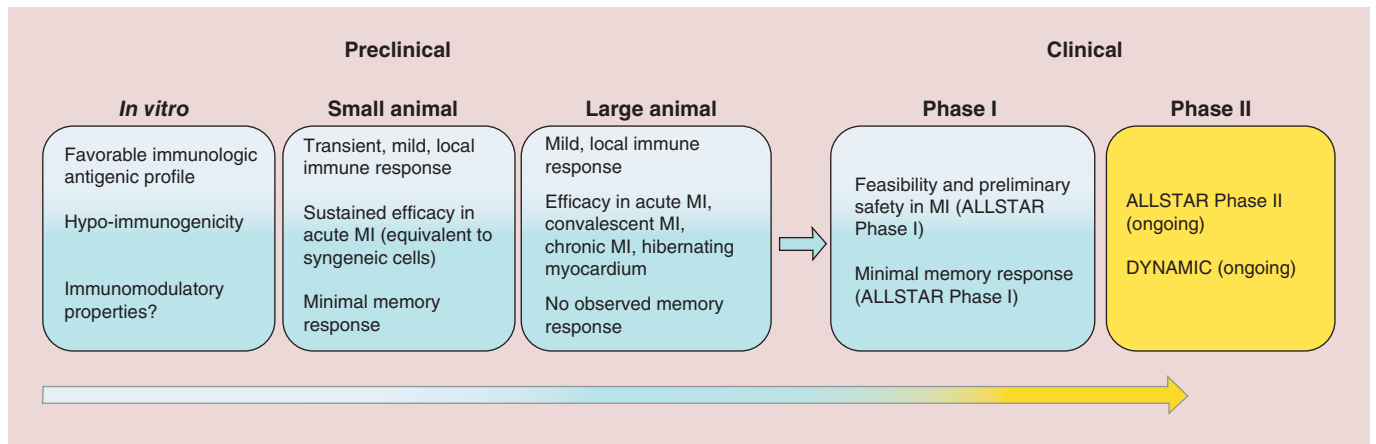 Preclinical
Clinical
In vitro
Small animal
Large animal
Phase I
Phase II
Favorable immunologic
antigenic profile
Hypo-immunogenicity
Immunomodulatory
properties?
Transient, mild, local
immune response
Sustained efficacy in
acute MI (equivalent to
syngeneic cells)
Minimal memory
response
Mild, local immune
response
Efficacy in acute MI,
convalescent MI,
chronic MI, hibernating
myocardium
No observed memory
response
Feasibility and preliminary
safety in MI (ALLSTAR
Phase I)
Minimal memory response
(ALLSTAR Phase I)
ALLSTAR Phase II
(ongoing)
DYNAMIC (ongoing)